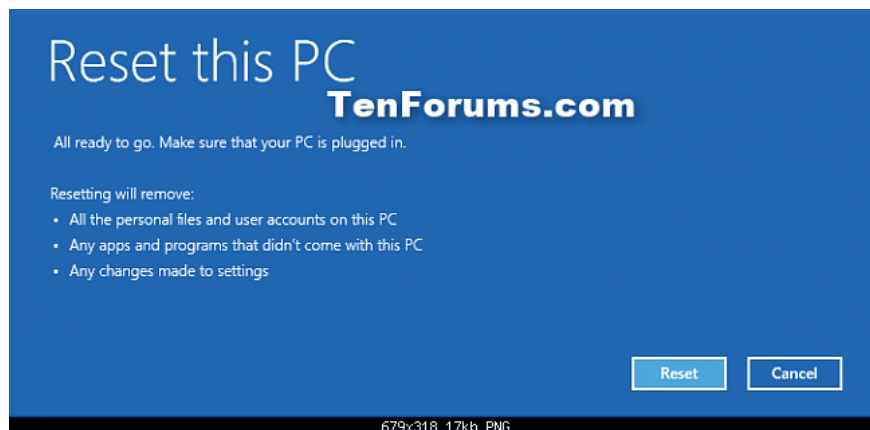 Reset this PC
TenForums.com
All ready to go. Make sure that your PC is plugged in.
Resetting will remove:
• All the personal files and user accounts on this PC
• Any apps and programs that didn't come with this PC
• Any changes made to settings
Reset Cancel
679x318 17kb PNG